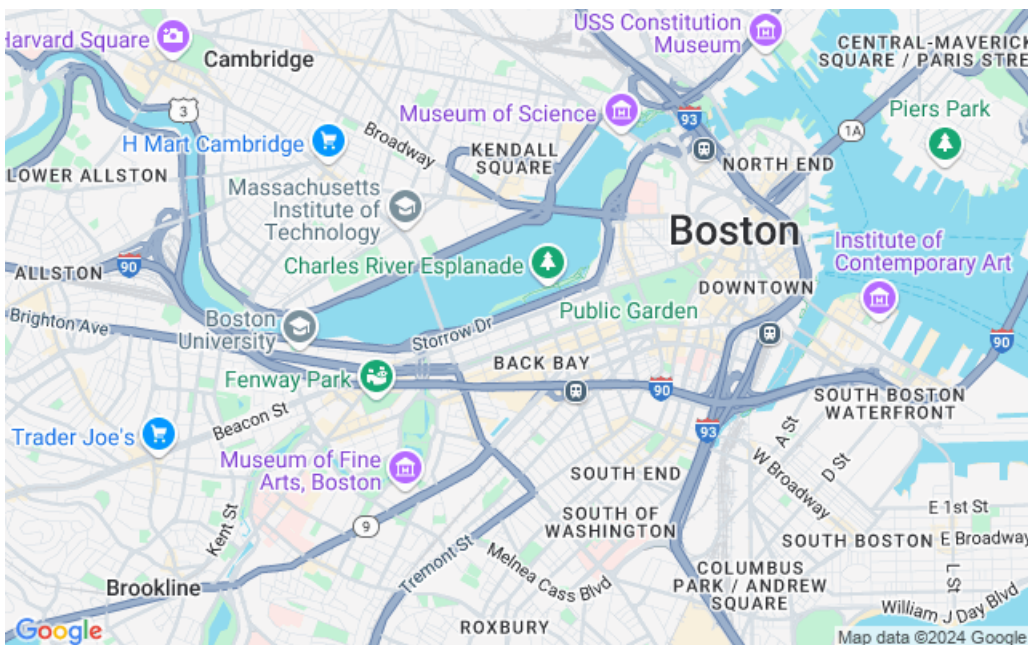 USS Constitution
Museum
Harvard Square
Cambridge
CENTRAL-MAVERICK
SQUARE / PARIS STRE
3
Museum of Science
93
Piers Park
1A
Broadway
H Mart Cambridge
KENDALL
SQUARE
NORTH END
LOWER ALLSTON
Massachusetts
Institute of
Technology
Boston
Institute of
Contemporary Art
ALLSTON
90
Charles River Esplanade
DOWNTOWN
Public Garden
Brighton Ave
Boston
University
Storrow Dr
90
BACK BAY
Fenway Park
90
SOUTH BOSTON
WATERFRONT
Beacon St
93
A St
Trader Joe's
W Broadway
D St
Museum of Fine
Arts, Boston
SOUTH END
Kent St
9
SOUTH OF
WASHINGTON
E 1st St
SOUTH BOSTON
E Broadway
Tremont St
Melnea Cass Blvd
COLUMBUS
PARK / ANDREW
SQUARE
L St
Brookline
William J Day Blvd
Google
ROXBURY
Map data ©2024 Google